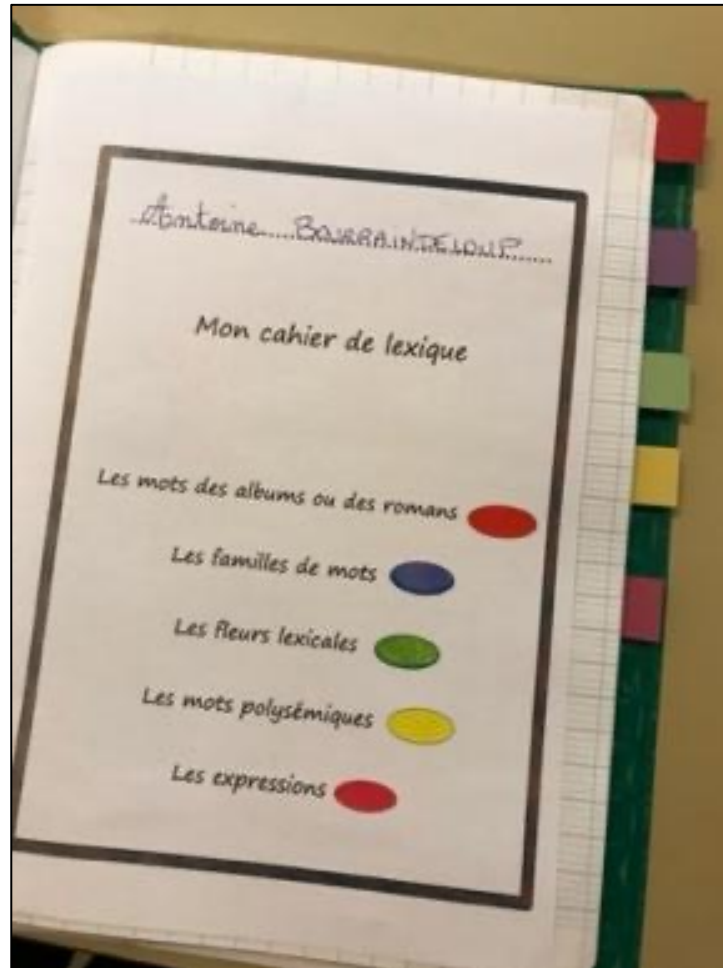 Antoine BOURRAINDELOUP
Mon cahier de lexique
Les mots des albums ou des romans
Les familles de mots
Les fleurs lexicales
Les mots polysémiques
Les expressions